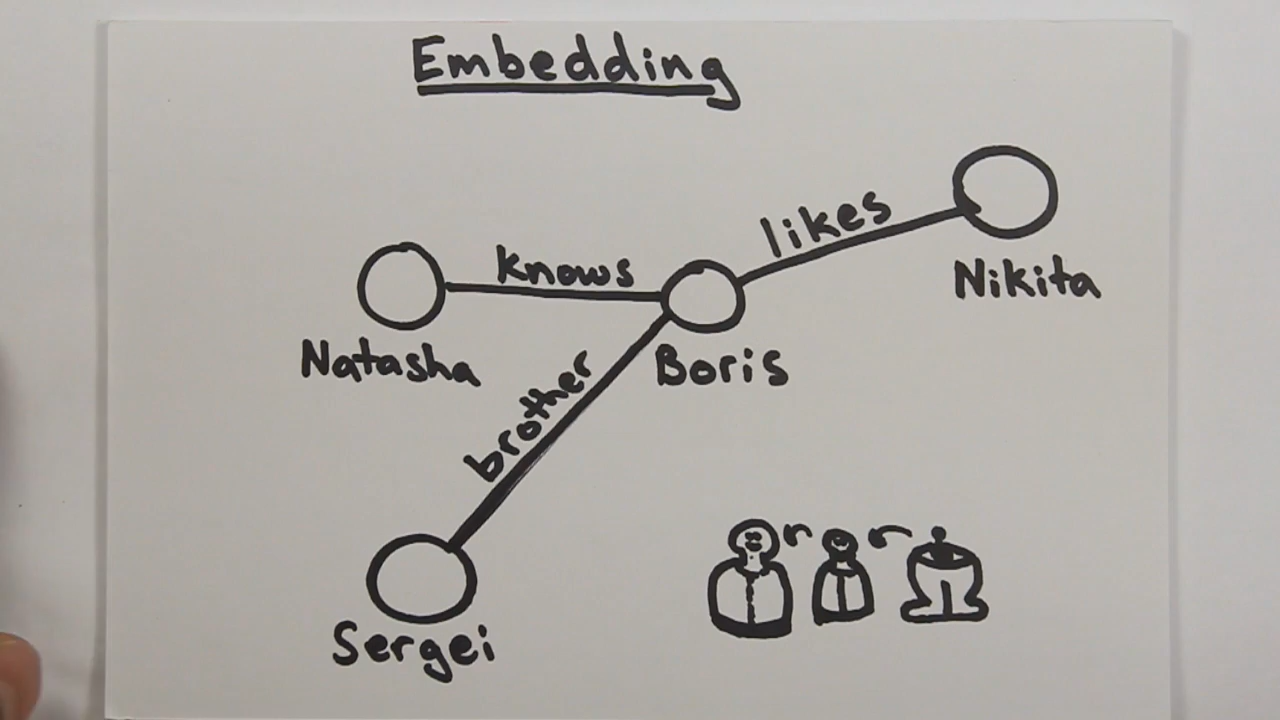 Embedding
likes
knows
Nikita
Natasha
Boris
brother
Sergei